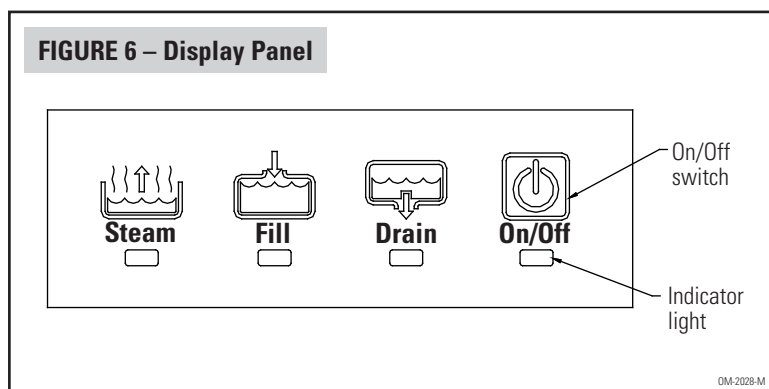 FIGURE 6 – Display Panel
Steam
Fill
Drain
On/Off
On/Off
switch
Indicator
light
OM-2028-M